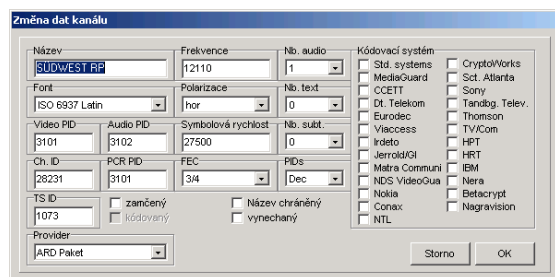 Změna dat kanálu
Název
SÜDWEST RP
Frekvence
12110
Nb. audio
1
Font
ISO 6937 Latin
Polarizace
hor
Nb. text
0
Video PID
3101
Audio PID
3102
Symbolová rychlost
27500
Nb. subt.
0
Ch. ID
28231
PCR PID
3101
FEC
3/4
PIDs
Dec
TS ID
1073
zamčený
kódovaný
Název chráněný
vynechaný
Provider
ARD Paket
Kódovací systém
Std. systems
MediaGuard
CCETT
Dt. Telekom
Eurodec
Viaccess
Irdeto
Jerrold/GI
Matra Communi
NDS VideoGua
Nokia
Conax
NTL
CryptoWorks
Sct. Atlanta
Sony
Tandbg. Telev.
Thomson
TV/Com
HPT
HRT
IBM
Nera
Betacrypt
Nagravision
Storno
OK